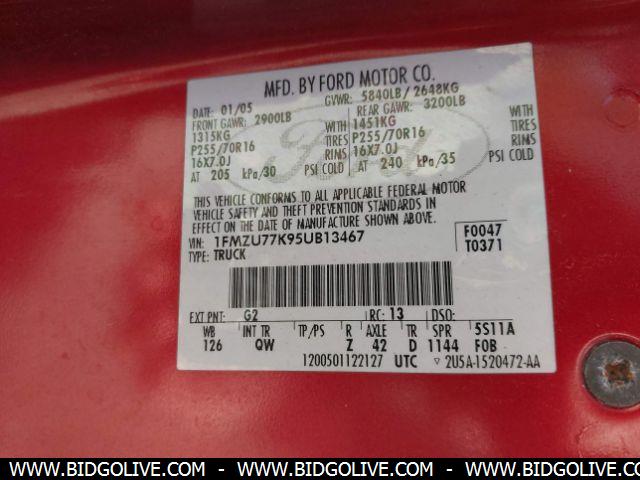 MFD. BY FORD MOTOR CO.
DATE: 01/05 GVWR: 5840LB/2648KG
FRONT GAWR: 2900LB REAR GAWR: 3200LB
1315KG WITH 1451KG WITH
P255/70R16 TIRES P255/70R16 TIRES
16X7.0J RIMS 16X7.0J RIMS
AT 205 kPa/30 PSI COLD AT 240 kPa/35 PSI COLD
Ford
THIS VEHICLE CONFORMS TO ALL APPLICABLE FEDERAL MOTOR
VEHICLE SAFETY AND THEFT PREVENTION STANDARDS IN
EFFECT ON THE DATE OF MANUFACTURE SHOWN ABOVE.
VIN: 1FMZU77K95UB13467 F0047
TYPE: TRUCK T0371
EXT PNT: G2 RC: 13 DSO:
WB INT TR TP/PS R AXLE TR SPR 5S11A
126 QW Z 42 D 1144 FOB
1200501122127 UTC ▽ 2U5A-1520472-AA
WWW.BIDGOLIVE.COM - WWW.BIDGOLIVE.COM - WWW.BIDGOLIVE.COM